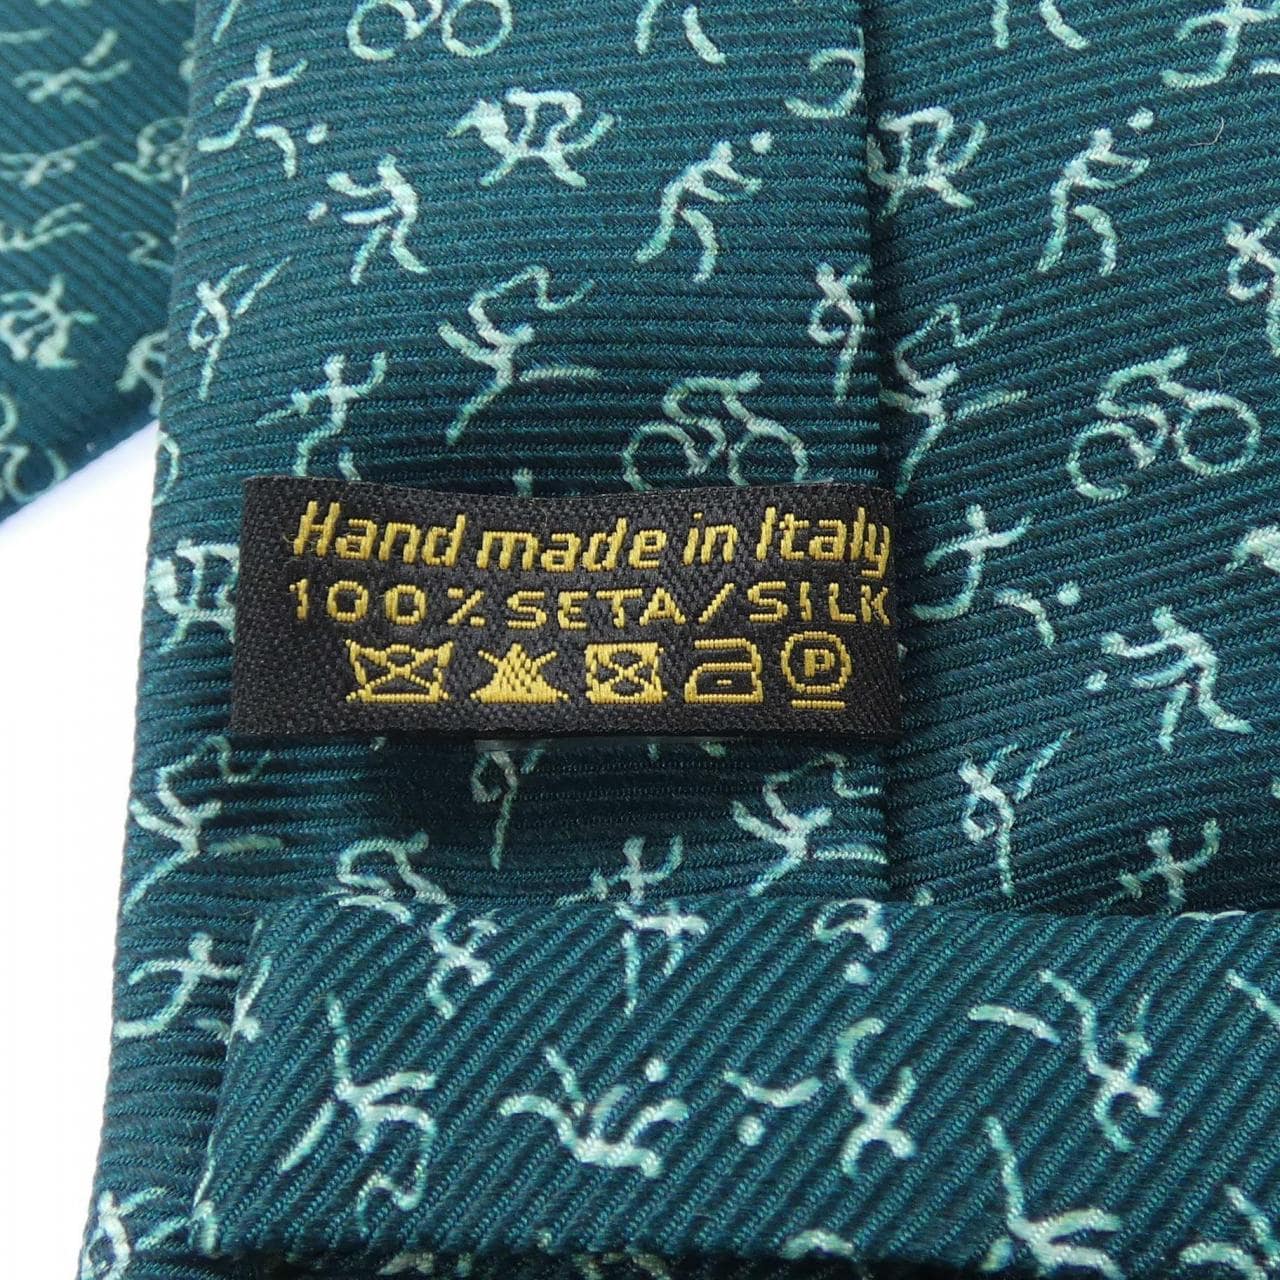 Hand made in Italy
100% SETA/SILK
P